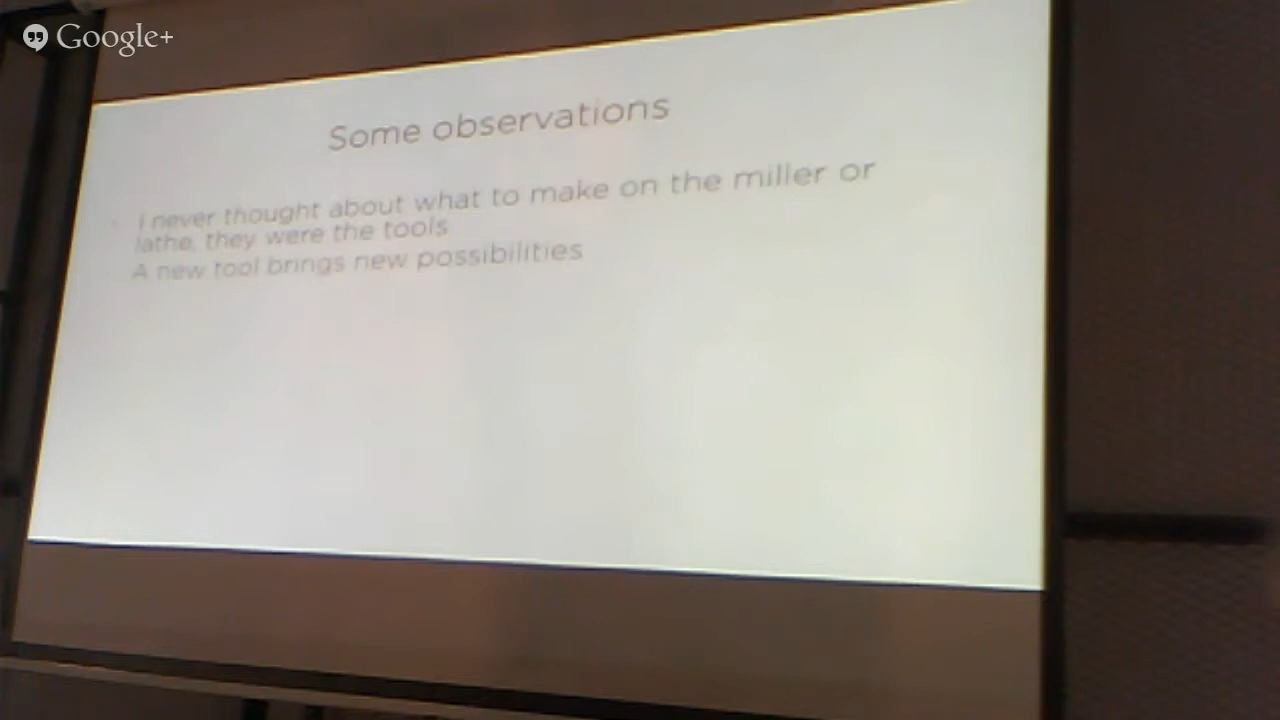 Google+
Some observations
I never thought about what to make on the miller or
lathe, they were the tools
A new tool brings new possibilities